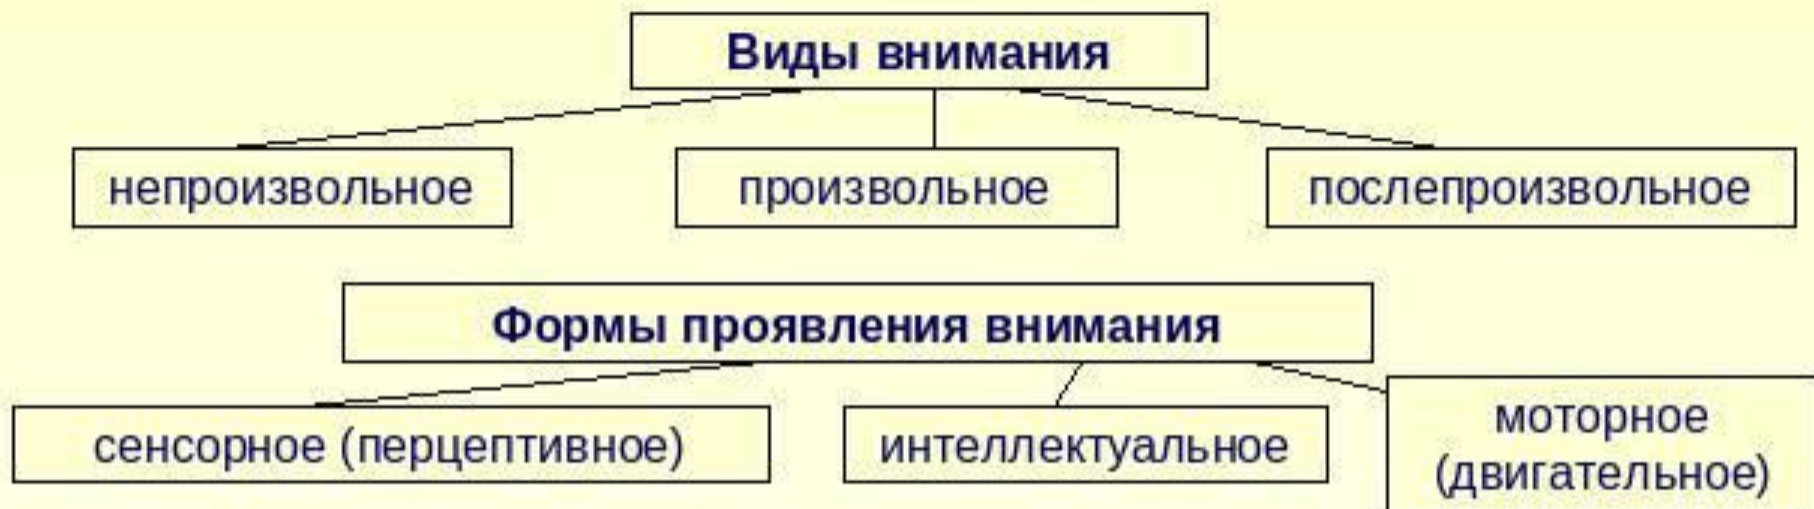 Виды внимания
непроизвольное
произвольное
послепроизвольное
Формы проявления внимания
сенсорное (перцептивное)
интеллектуальное
моторное
(двигательное)